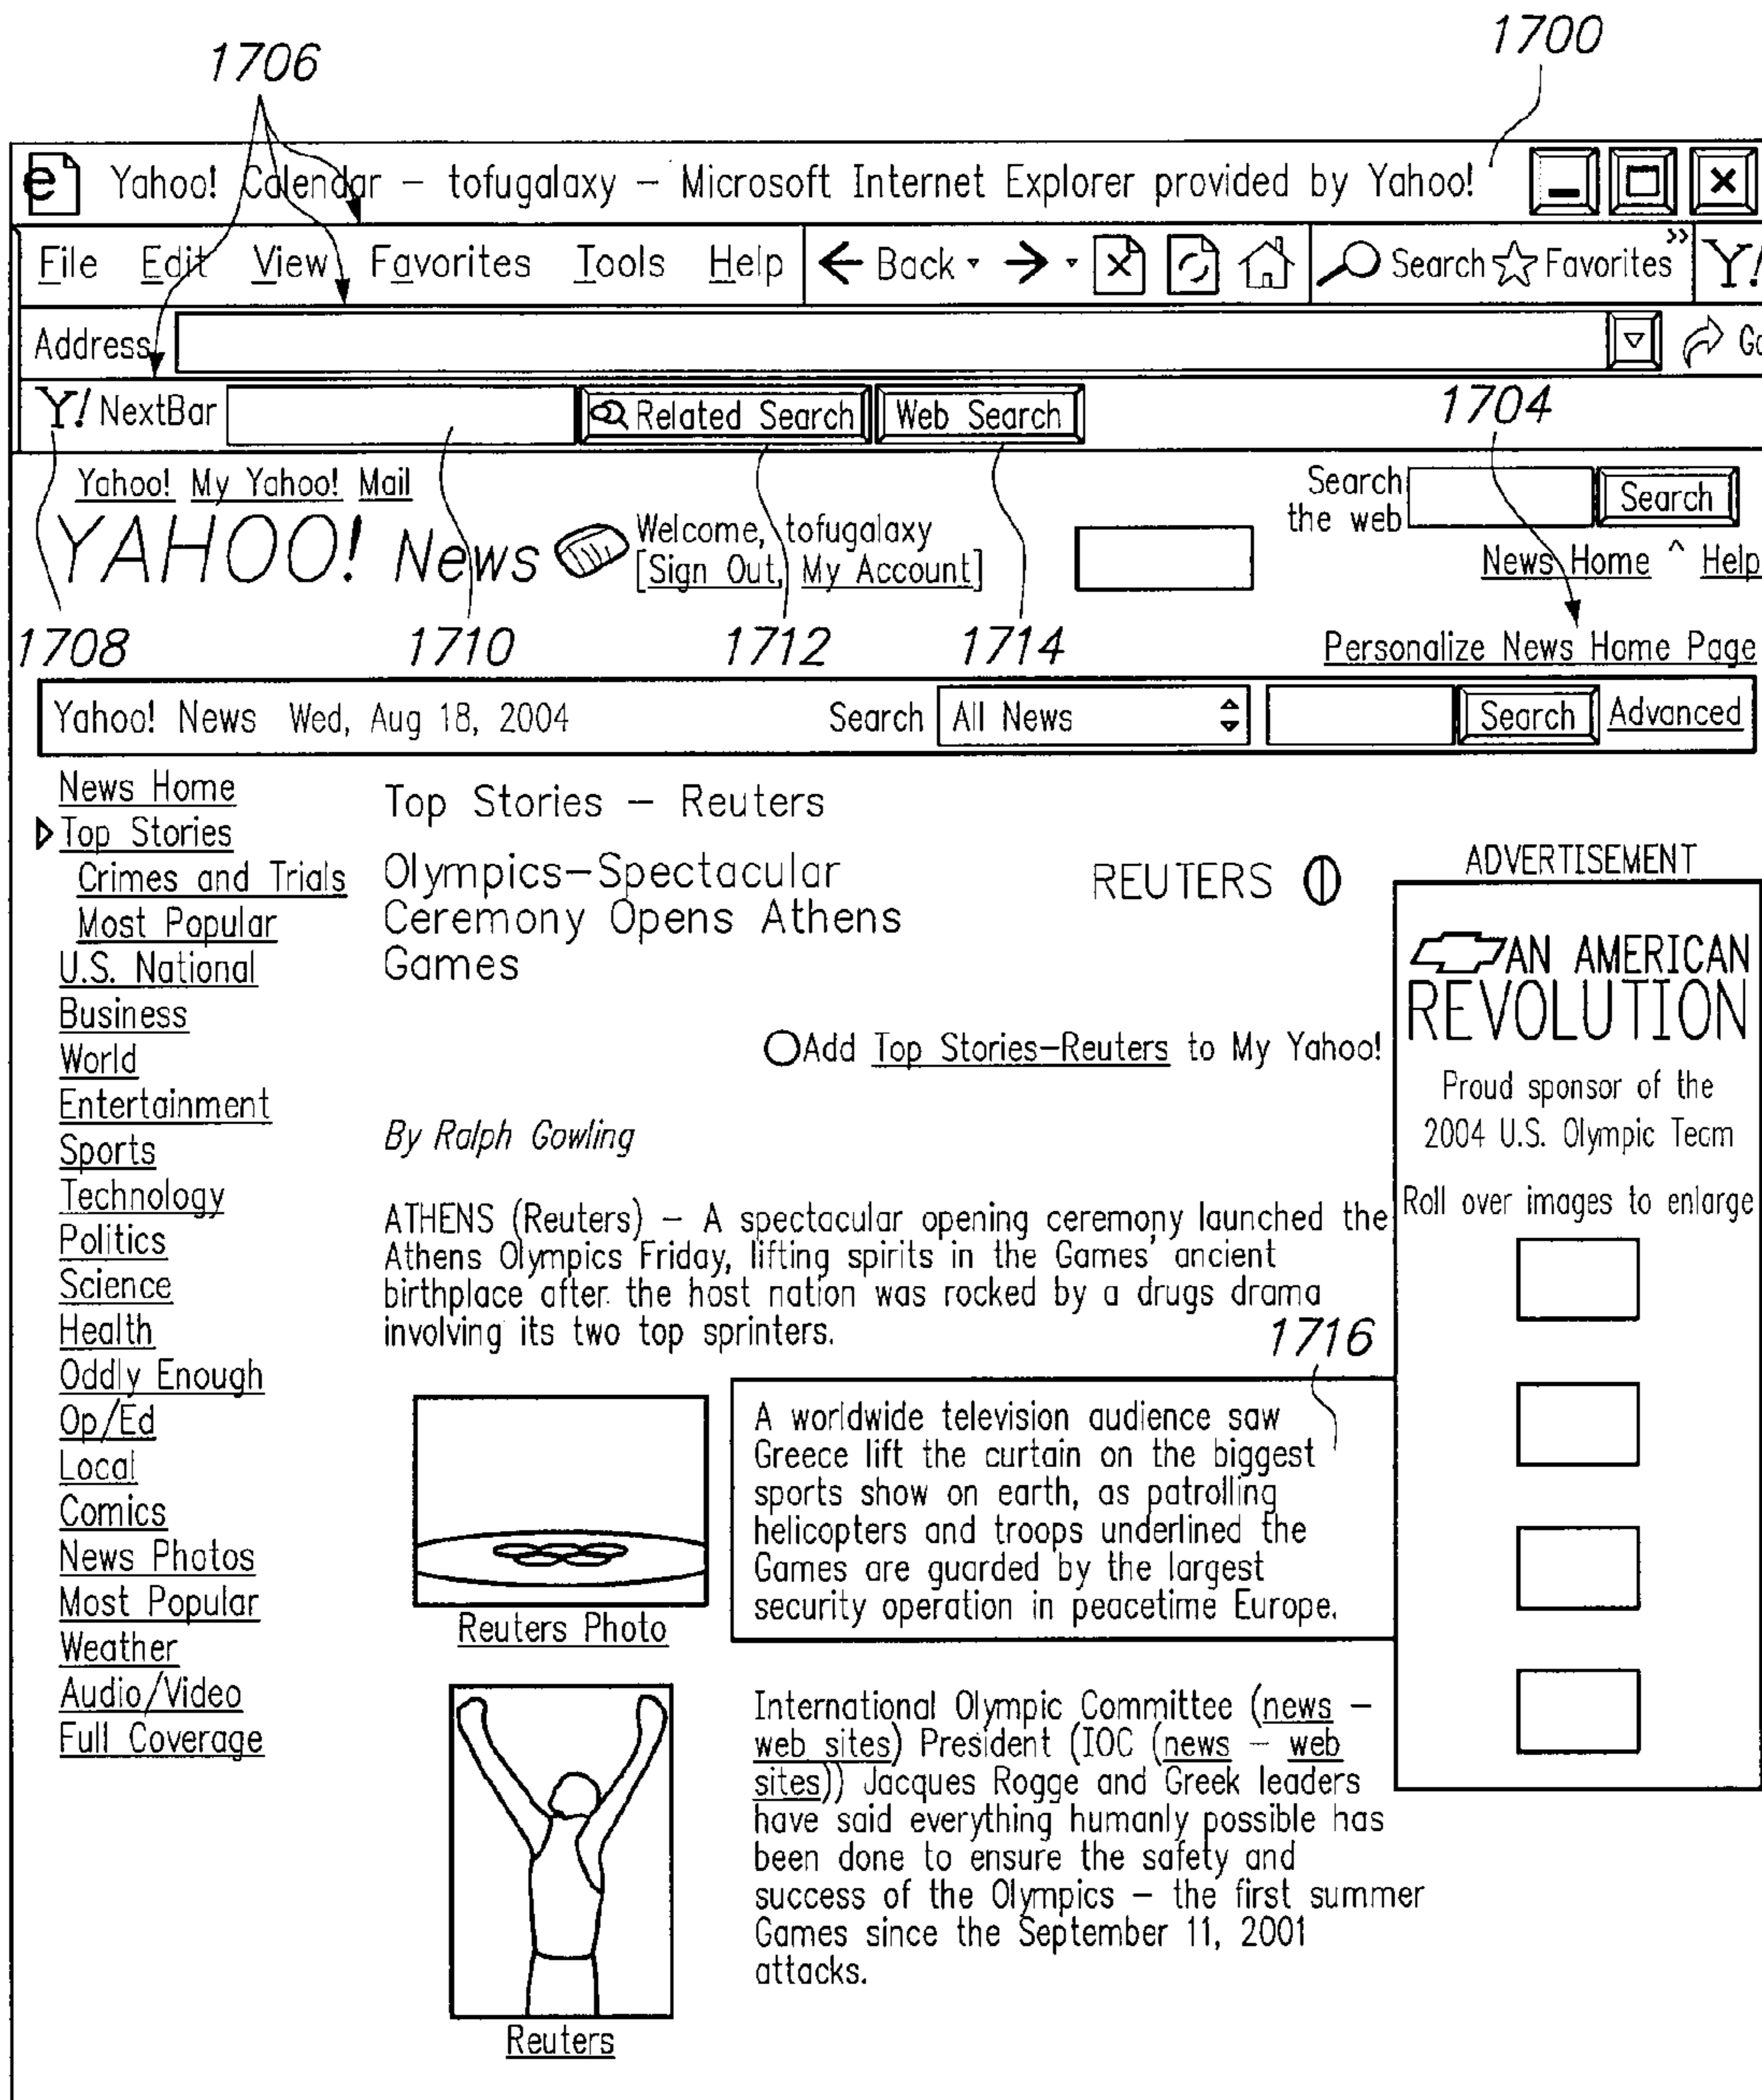 1706
1700
Yahoo! Calendar – tofugalaxy – Microsoft Internet Explorer provided by Yahoo!
File Edit View Favorites Tools Help Back Search Favorites » Y!
Address
Y! NextBar Related Search Web Search
1704
Yahoo! My Yahoo! Mail
YAHOO! News
Welcome, tofugalaxy
[Sign Out, My Account]
Search
the web
Search
News Home ^ Help
1708 1710 1712 1714
Personalize News Home Page
Yahoo! News Wed, Aug 18, 2004 Search All News Search Advanced
News Home
Top Stories
Crimes and Trials
Most Popular
U.S. National
Business
World
Entertainment
Sports
Technology
Politics
Science
Health
Oddly Enough
Op/Ed
Local
Comics
News Photos
Most Popular
Weather
Audio/Video
Full Coverage
Top Stories – Reuters
Olympics–Spectacular
Ceremony Opens Athens
Games
REUTERS
Add Top Stories–Reuters to My Yahoo!
By Ralph Gowling
ATHENS (Reuters) – A spectacular opening ceremony launched the
Athens Olympics Friday, lifting spirits in the Games' ancient
birthplace after the host nation was rocked by a drugs drama
involving its two top sprinters.
1716
A worldwide television audience saw
Greece lift the curtain on the biggest
sports show on earth, as patrolling
helicopters and troops underlined the
Games are guarded by the largest
security operation in peacetime Europe.
Reuters Photo
International Olympic Committee (news –
web sites) President (IOC (news – web
sites)) Jacques Rogge and Greek leaders
have said everything humanly possible has
been done to ensure the safety and
success of the Olympics – the first summer
Games since the September 11, 2001
attacks.
Reuters
ADVERTISEMENT
AN AMERICAN
REVOLUTION
Proud sponsor of the
2004 U.S. Olympic Team
Roll over images to enlarge